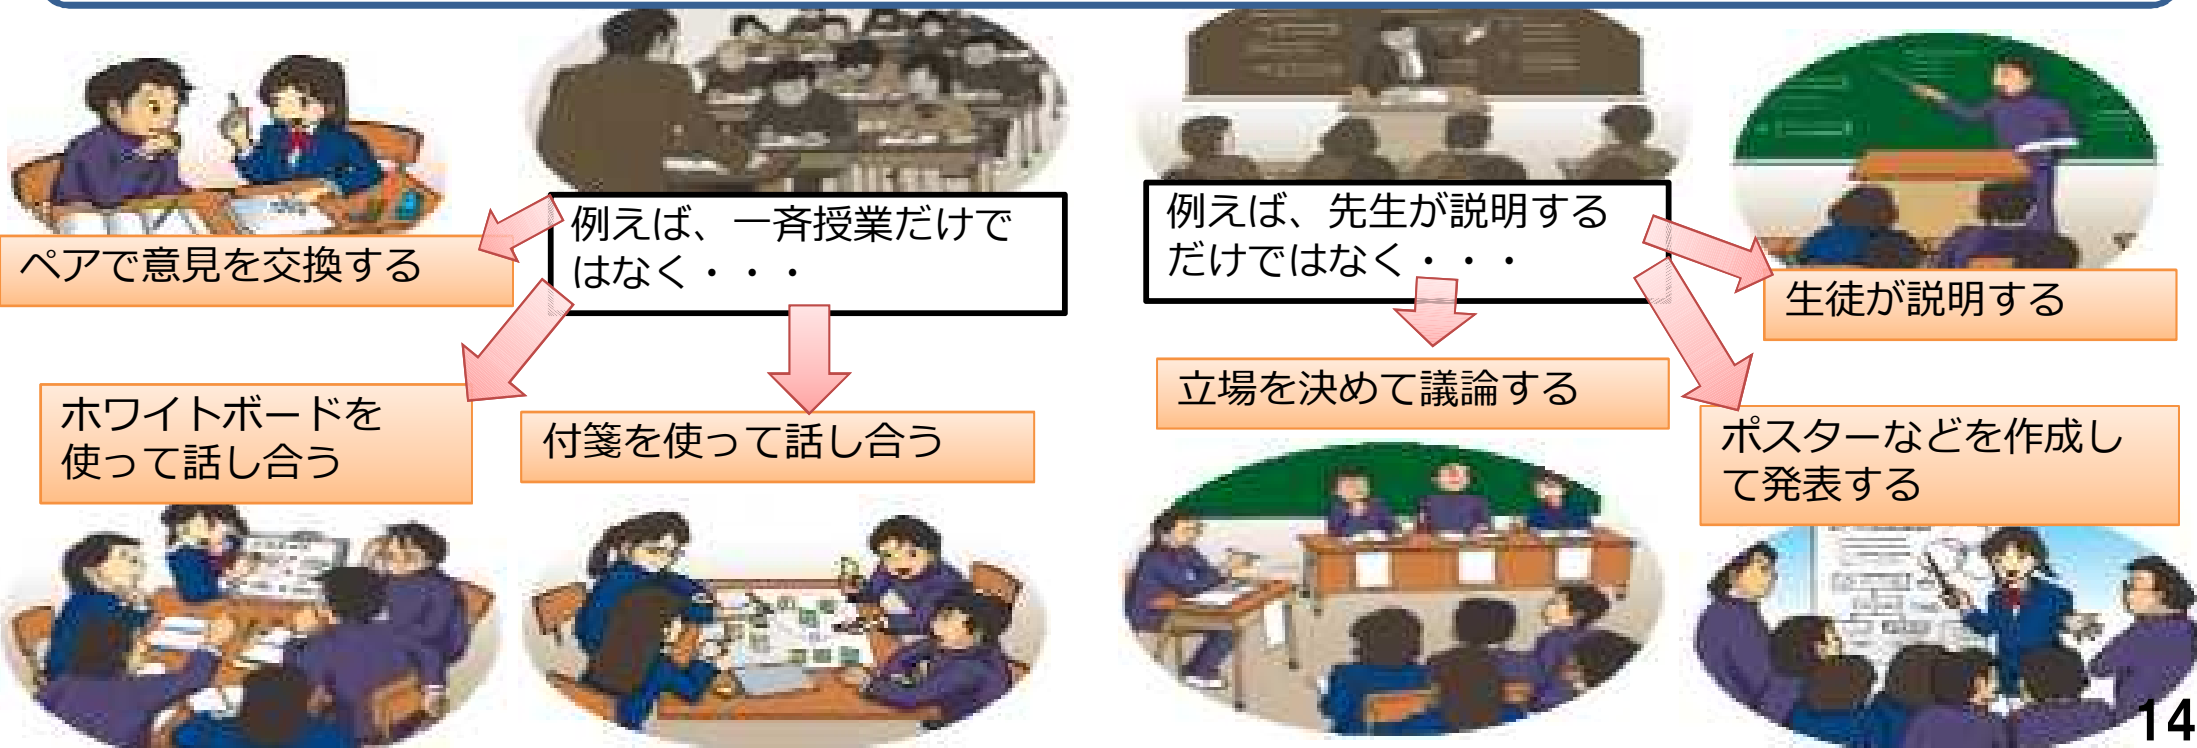 例えば、一斉授業だけで
はなく・・・
ペアで意見を交換する
ホワイトボードを
使って話し合う
付箋を使って話し合う
例えば、先生が説明する
だけではなく・・・
生徒が説明する
立場を決めて議論する
ポスターなどを作成し
て発表する
14